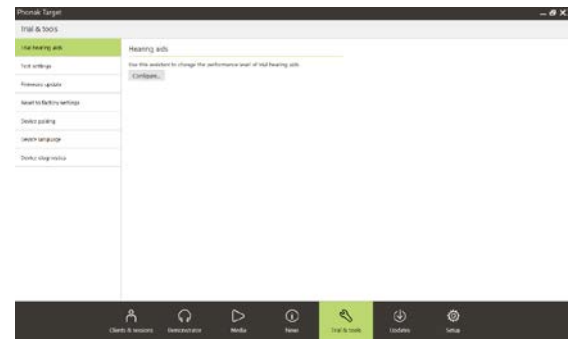 Phonak Target
Trial & tools
Trial hearing aids
Hearing aids
Use this assistant to change the performance level of trial hearing aids.
Configure...
Test settings
Firmware update
Reset to factory settings
Device pairing
Device language
Device diagnostics
Clients & sessions
Demonstrator
Media
News
Trial & tools
Updates
Setup